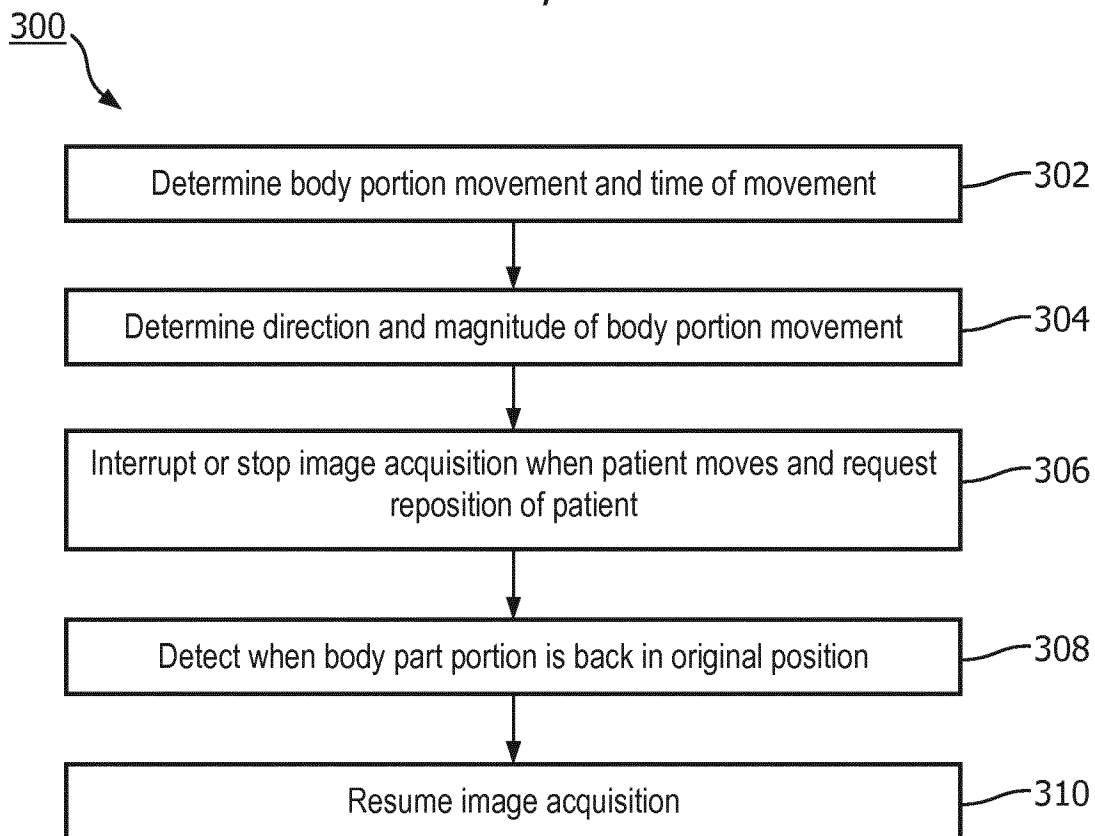 300
Determine body portion movement and time of movement
302
Determine direction and magnitude of body portion movement
304
Interrupt or stop image acquisition when patient moves and request
reposition of patient
306
Detect when body part portion is back in original position
308
Resume image acquisition
310